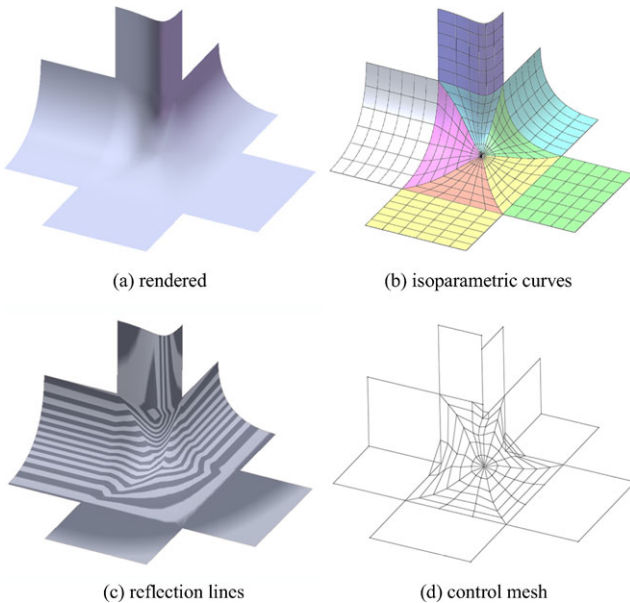 (a) rendered
(b) isoparametric curves
(c) reflection lines
(d) control mesh